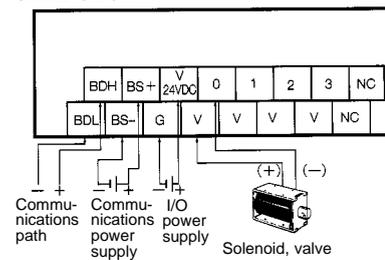 BDH BS+ V 24VDC 0 1 2 3 NC
BDL BS- G V V V V NC
(+) (−)
− + − + − +
Commu-
nications
path
Commu-
nications
power
supply
I/O
power
supply
Solenoid, valve